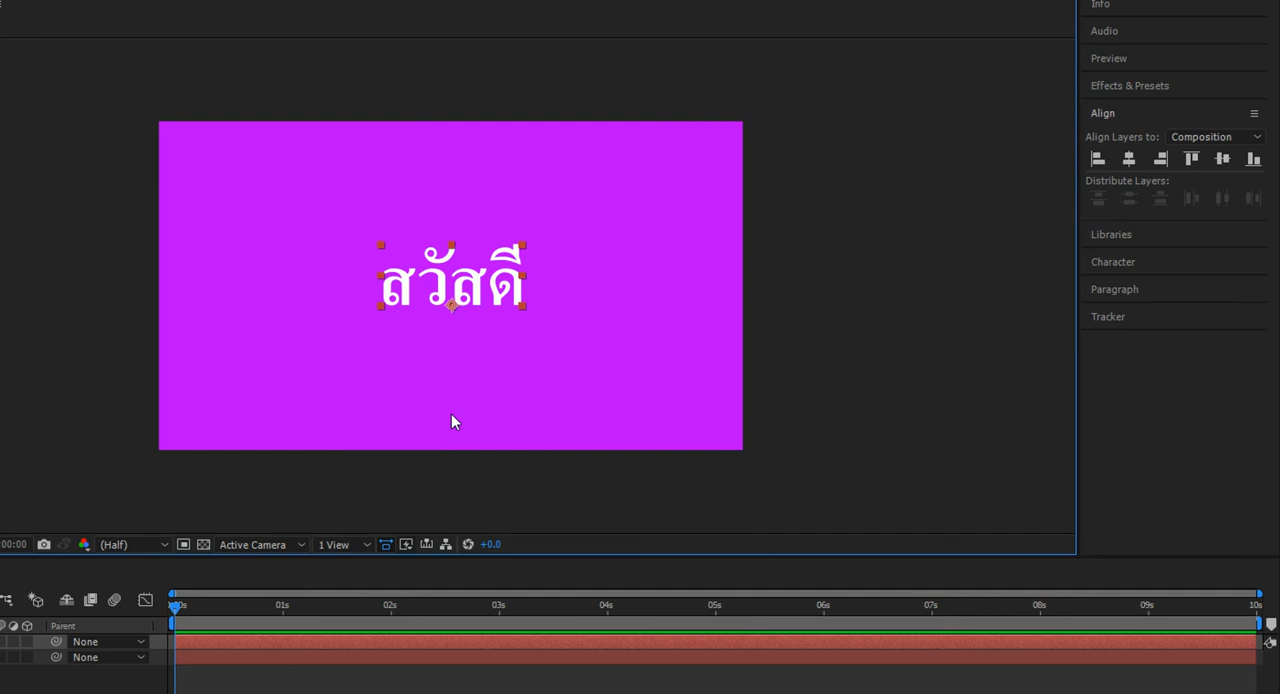 Info
Audio
Preview
Effects & Presets
Align
Align Layers to: Composition
Distribute Layers:
Libraries
Character
Paragraph
Tracker
สวัสดี
00:00 (Half) Active Camera 1 View +0.0
01s 02s 03s 04s 05s 06s 07s 08s 09s 10s
Parent
None
None